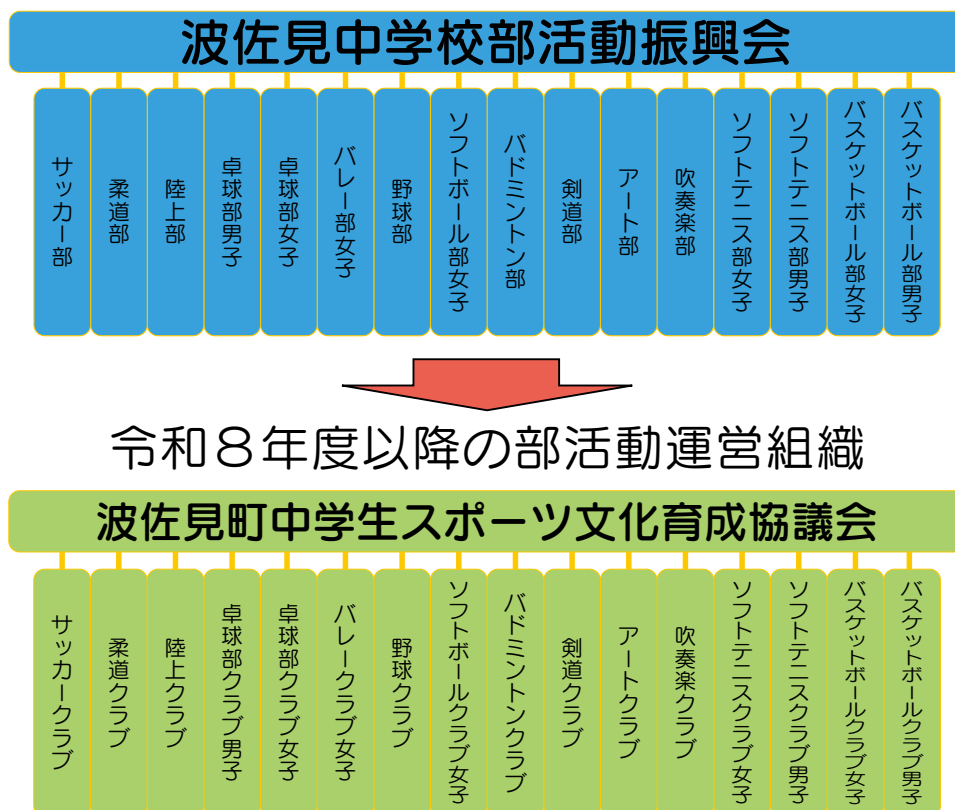 波佐見中学校部活動振興会
サッカー部
柔道部
陸上部
卓球部男子
卓球部女子
バレー部女子
野球部
ソフトボール部女子
バドミントン部
剣道部
アート部
吹奏楽部
ソフトテニス部女子
ソフトテニス部男子
バスケットボール部女子
バスケットボール部男子
令和８年度以降の部活動運営組織
波佐見町中学生スポーツ文化育成協議会
サッカークラブ
柔道クラブ
陸上クラブ
卓球部クラブ男子
卓球部クラブ女子
バレークラブ女子
野球クラブ
ソフトボールクラブ女子
バドミントンクラブ
剣道クラブ
アートクラブ
吹奏楽クラブ
ソフトテニスクラブ女子
ソフトテニスクラブ男子
バスケットボールクラブ女子
バスケットボールクラブ男子